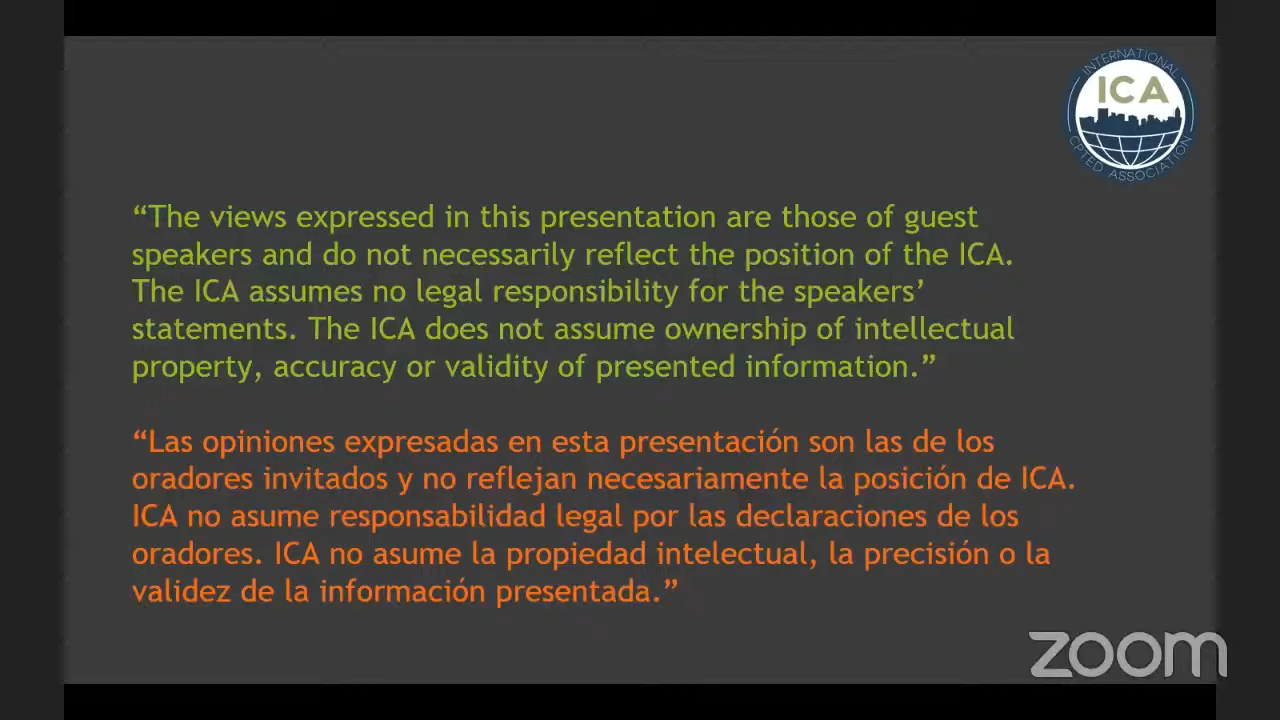 INTERNATIONAL
ICA
CPTED ASSOCIATION
“The views expressed in this presentation are those of guest
speakers and do not necessarily reflect the position of the ICA.
The ICA assumes no legal responsibility for the speakers’
statements. The ICA does not assume ownership of intellectual
property, accuracy or validity of presented information.”
“Las opiniones expresadas en esta presentación son las de los
oradores invitados y no reflejan necesariamente la posición de ICA.
ICA no asume responsabilidad legal por las declaraciones de los
oradores. ICA no asume la propiedad intelectual, la precisión o la
validez de la información presentada.”
zoom